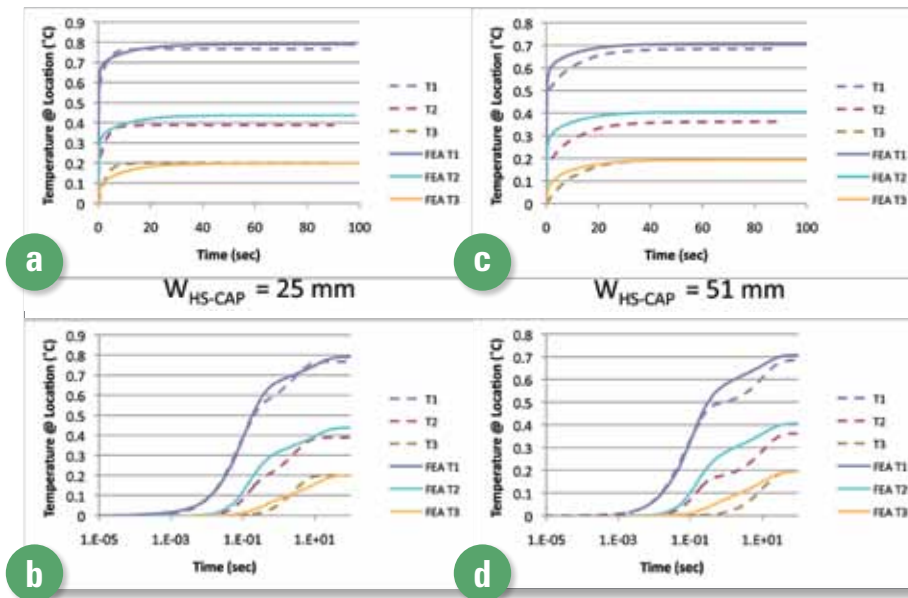 Temperature @ Location (°C)
0.9
0.8
0.7
0.6
0.5
0.4
0.3
0.2
0.1
0
0 20 40 60 80 100
Time (sec)
T1
T2
T3
FEA T1
FEA T2
FEA T3
a
W HS-CAP = 25 mm
Temperature @ Location (°C)
0.8
0.7
0.6
0.5
0.4
0.3
0.2
0.1
0
0 20 40 60 80 100
Time (sec)
T1
T2
T3
FEA T1
FEA T2
FEA T3
c
W HS-CAP = 51 mm
Temperature @ Location (°C)
0.9
0.8
0.7
0.6
0.5
0.4
0.3
0.2
0.1
0
1.E-05 1.E-03 1.E-01 1.E+01
Time (sec)
T1
T2
T3
FEA T1
FEA T2
FEA T3
b
Temperature @ Location (°C)
0.8
0.7
0.6
0.5
0.4
0.3
0.2
0.1
0
1.E-05 1.E-03 1.E-01 1.E+01
Time (sec)
T1
T2
T3
FEA T1
FEA T2
FEA T3
d